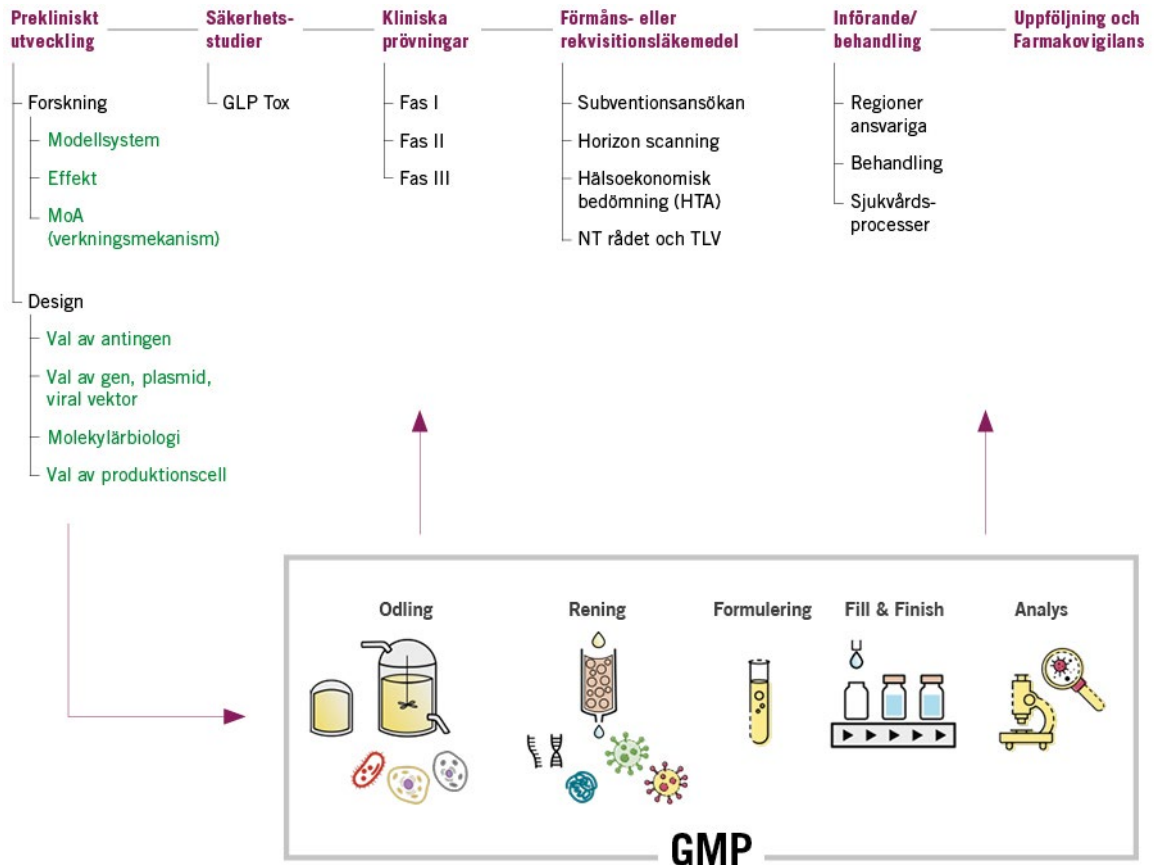 Prekliniskt
utveckling
Säkerhets-
studier
Kliniska
prövningar
Förmåns- eller
rekvisitionsläkemedel
Införande/
behandling
Uppföljning och
Farmakovigilans
Forskning
Modellsystem
Effekt
MoA
(verkningsmekanism)
Design
Val av antingen
Val av gen, plasmid,
viral vektor
Molekylärbiologi
Val av produktionscell
GLP Tox
Fas I
Fas II
Fas III
Subventionsansökan
Horizon scanning
Hälsoekonomisk
bedömning (HTA)
NT rådet och TLV
Regioner
ansvariga
Behandling
Sjukvårds-
processer
Odling
Rening
Formulering
Fill & Finish
Analys
GMP